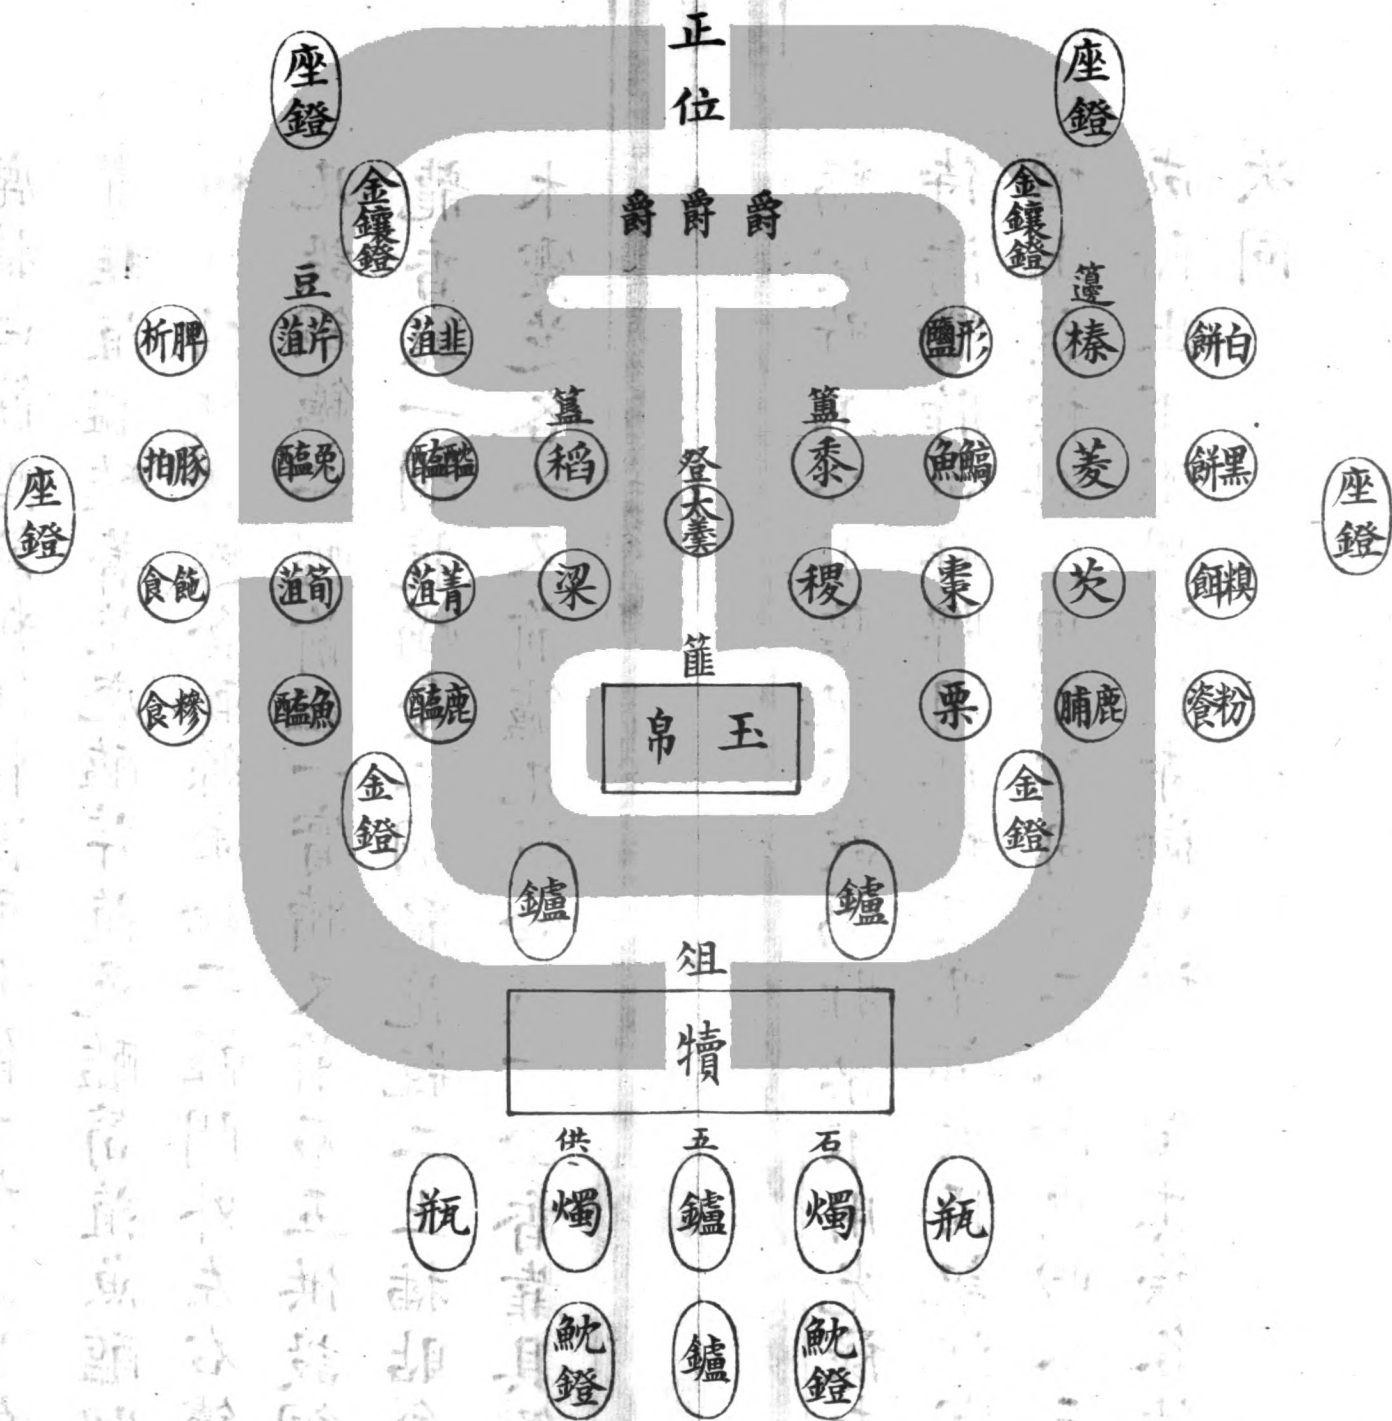 正位
座鐙
座鐙
金鑲鐙
金鑲鐙
爵 爵 爵
豆
籩
脾析
芹菹
韭菹
形鹽
榛
白餅
簠
簋
豚拍
兔醢
醓醢
稻
登
太羹
黍
鱐魚
菱
黑餅
座鐙
座鐙
飽食
筍菹
菁菹
粱
稷
棗
芡
糗餌
篚
糝食
魚醢
鹿醢
玉帛
栗
鹿脯
粉餈
金鐙
金鐙
鑪
鑪
俎
犢
石五供
瓶
燭
鑪
燭
瓶
魫鐙
鑪
魫鐙